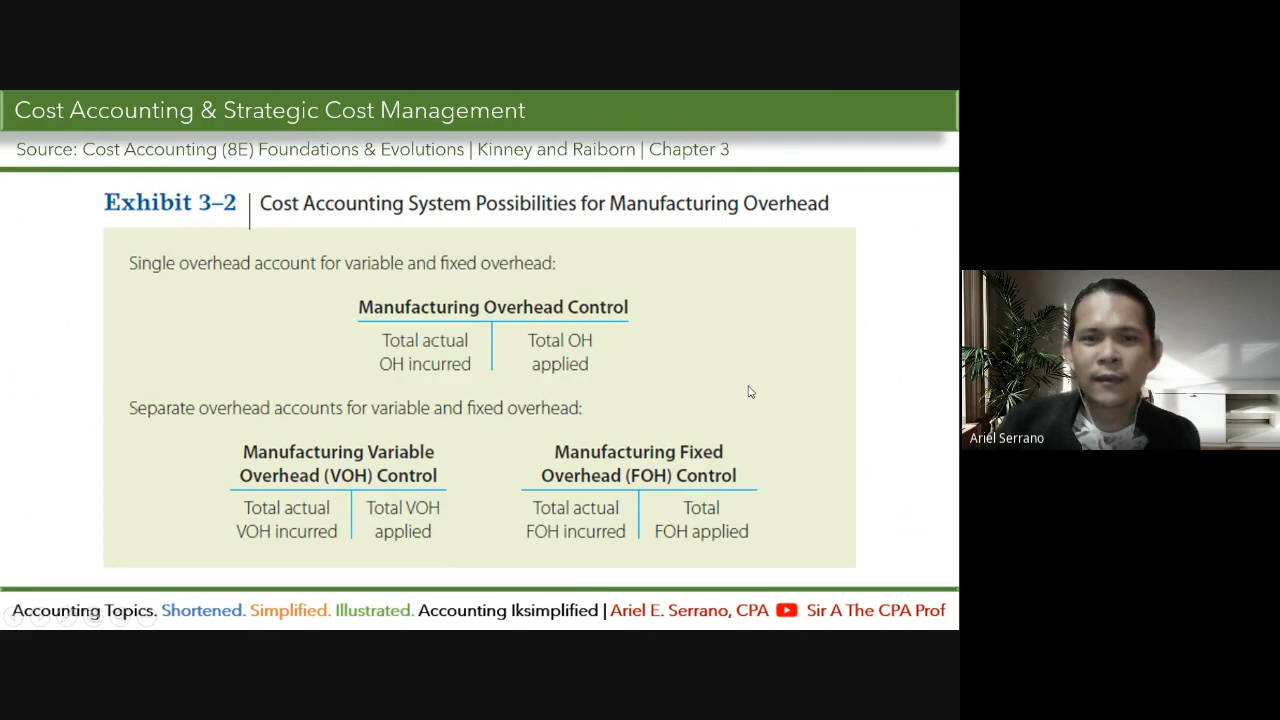 Cost Accounting & Strategic Cost Management
Source: Cost Accounting (8E) Foundations & Evolutions | Kinney and Raiborn | Chapter 3
Exhibit 3–2 | Cost Accounting System Possibilities for Manufacturing Overhead
Single overhead account for variable and fixed overhead:
Manufacturing Overhead Control
Total actual Total OH
OH incurred applied
Separate overhead accounts for variable and fixed overhead:
Manufacturing Variable Manufacturing Fixed
Overhead (VOH) Control Overhead (FOH) Control
Total actual Total VOH Total actual Total
VOH incurred applied FOH incurred FOH applied
Ariel Serrano
Accounting Topics. Shortened. Simplified. Illustrated. Accounting Iksimplified | Ariel E. Serrano, CPA Sir A The CPA Prof